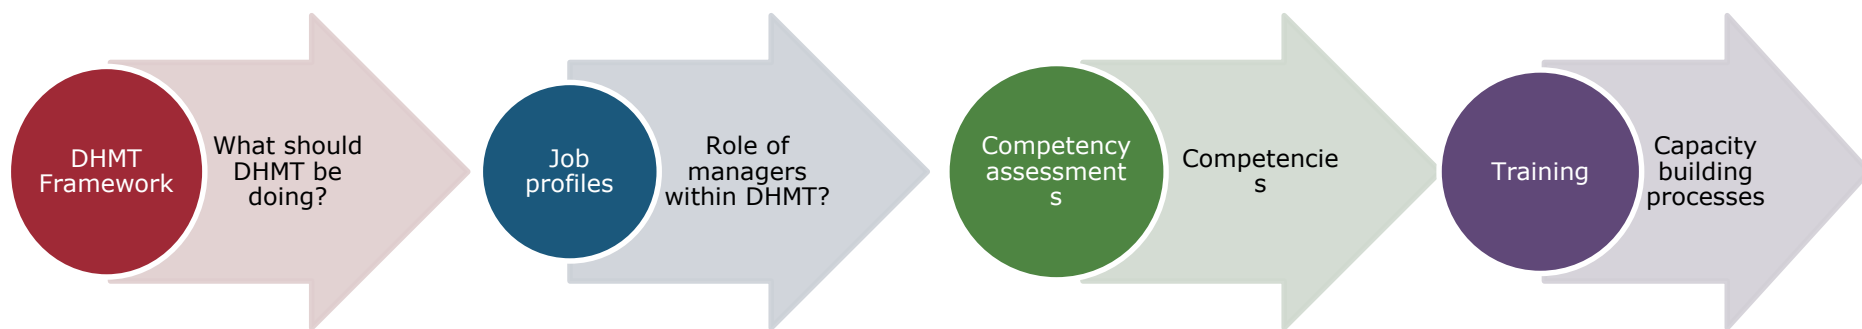 DHMT
Framework
What should
DHMT be
doing?
Job
profiles
Role of
managers
within DHMT?
Competency
assessment
s
Competencie
s
Training
Capacity
building
processes